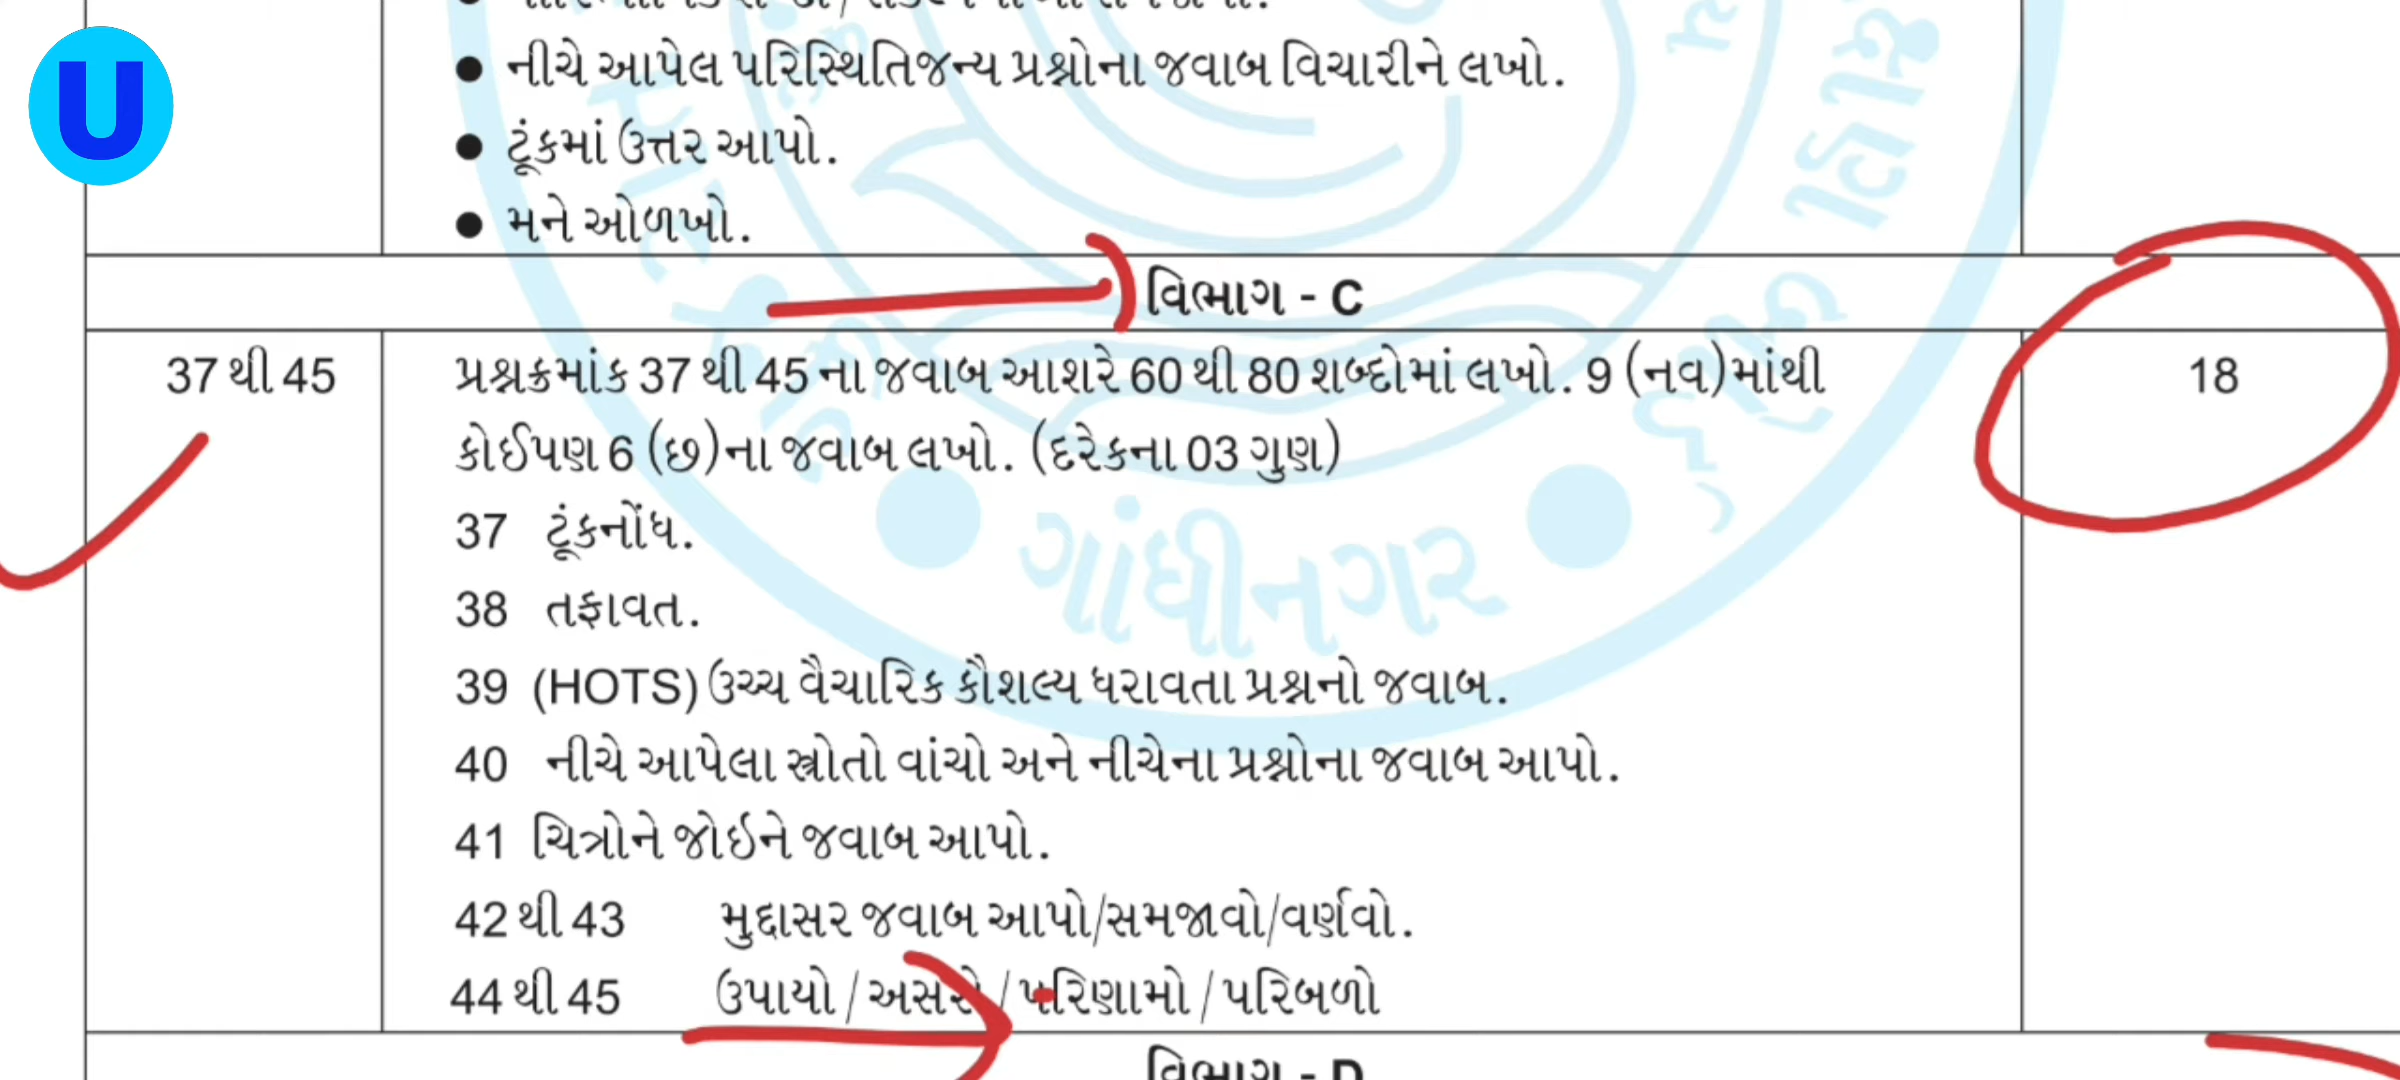 U
● નીચે આપેલ પરિસ્થિતિજન્ય પ્રશ્નોના જવાબ વિચારીને લખો.
● ટૂંકમાં ઉત્તર આપો.
● મને ઓળખો.
વિભાગ - C
37 થી 45 પ્રશ્નક્રમાંક 37 થી 45 ના જવાબ આશરે 60 થી 80 શબ્દોમાં લખો. 9 (નવ)માંથી 18
કોઈપણ 6 (છ)ના જવાબ લખો. (દરેકના 03 ગુણ)
37 ટૂંકનોંધ.
38 તફાવત.
39 (HOTS) ઉચ્ચ વૈચારિક કૌશલ્ય ધરાવતા પ્રશ્નનો જવાબ.
40 નીચે આપેલા સ્ત્રોતો વાંચો અને નીચેના પ્રશ્નોના જવાબ આપો.
41 ચિત્રોને જોઇને જવાબ આપો.
42 થી 43 મુદ્દાસર જવાબ આપો/સમજાવો/વર્ણવો.
44 થી 45 ઉપાયો / અસરો / પરિણામો / પરિબળો
વિભાગ - D
ગાંધીનગર